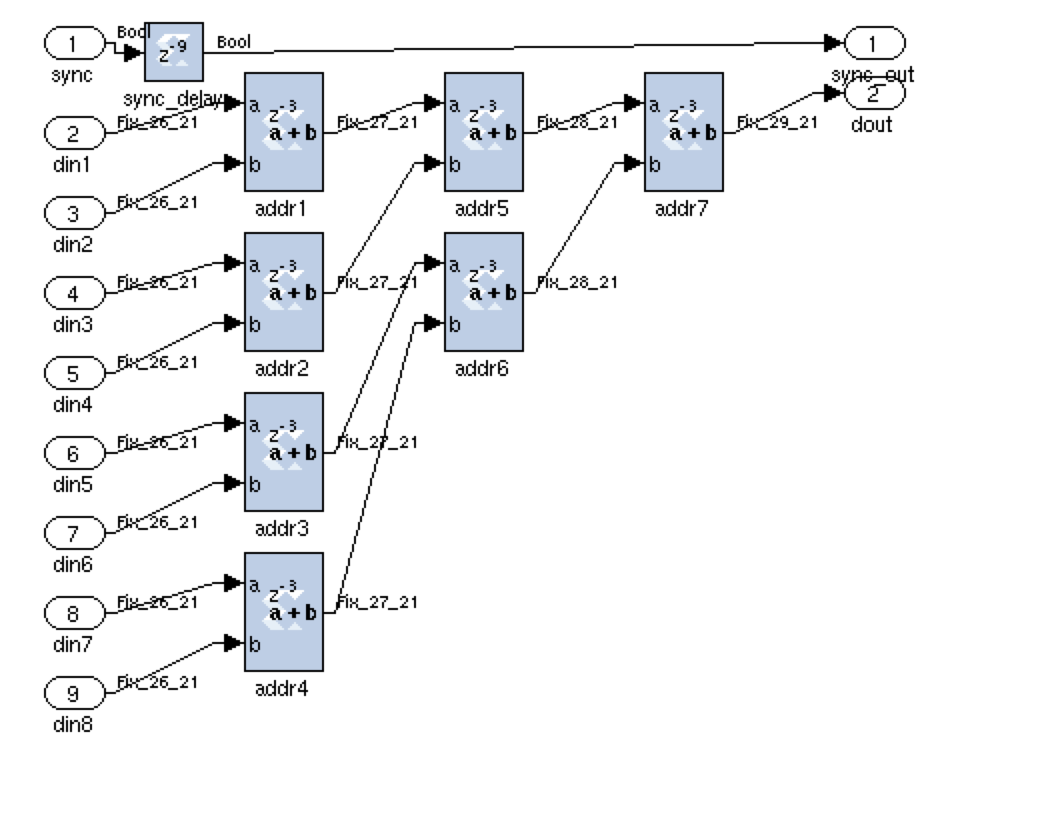 1 Bool z-9 Bool 1
sync sync_delay sync_out
2 Fix_26_21 a z-3 a+b Fix_27_21 a z-3 a+b Fix_28_21 a z-3 a+b Fix_29_21 2
din1 dout
3 Fix_26_21 b b b
din2 addr1 addr5 addr7
4 Fix_26_21 a z-3 a+b Fix_27_21 a z-3 a+b Fix_28_21
din3
5 Fix_26_21 b b
din4 addr2 addr6
6 Fix_26_21 a z-3 a+b Fix_27_21
din5
7 Fix_26_21 b
din6 addr3
8 Fix_26_21 a z-3 a+b Fix_27_21
din7
9 Fix_26_21 b
din8 addr4